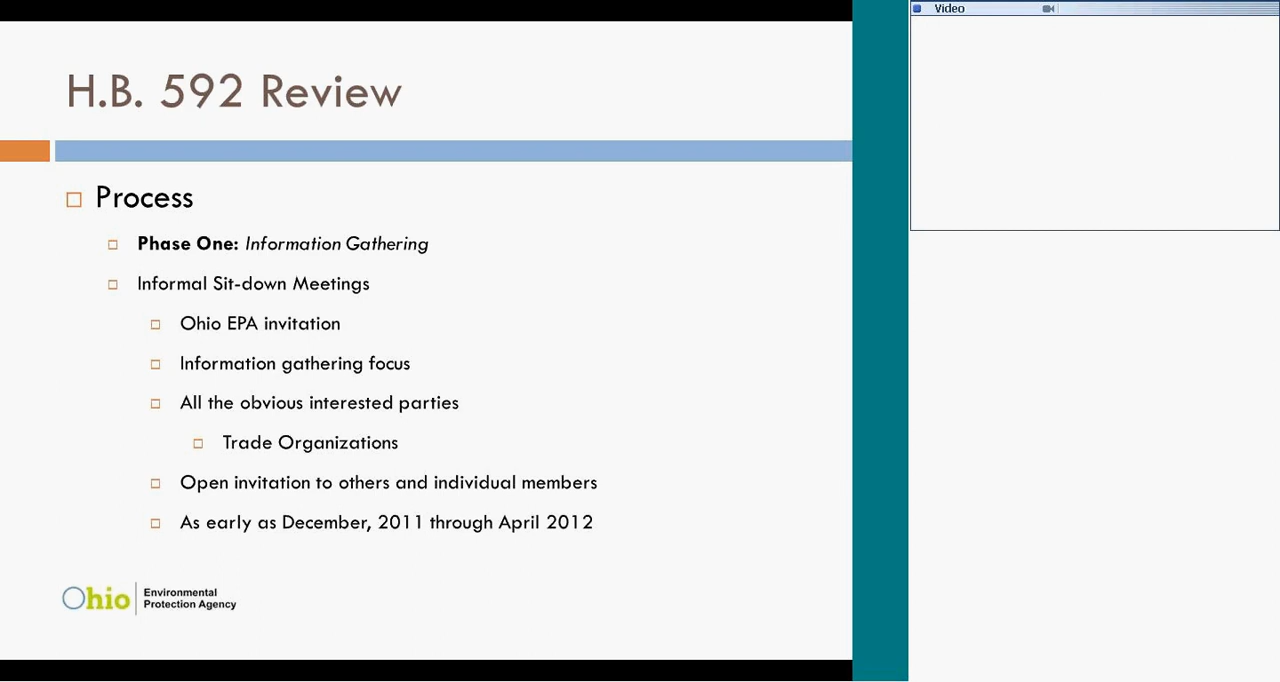 Video
H.B. 592 Review
Process
Phase One: Information Gathering
Informal Sit-down Meetings
Ohio EPA invitation
Information gathering focus
All the obvious interested parties
Trade Organizations
Open invitation to others and individual members
As early as December, 2011 through April 2012
Ohio
Environmental
Protection Agency